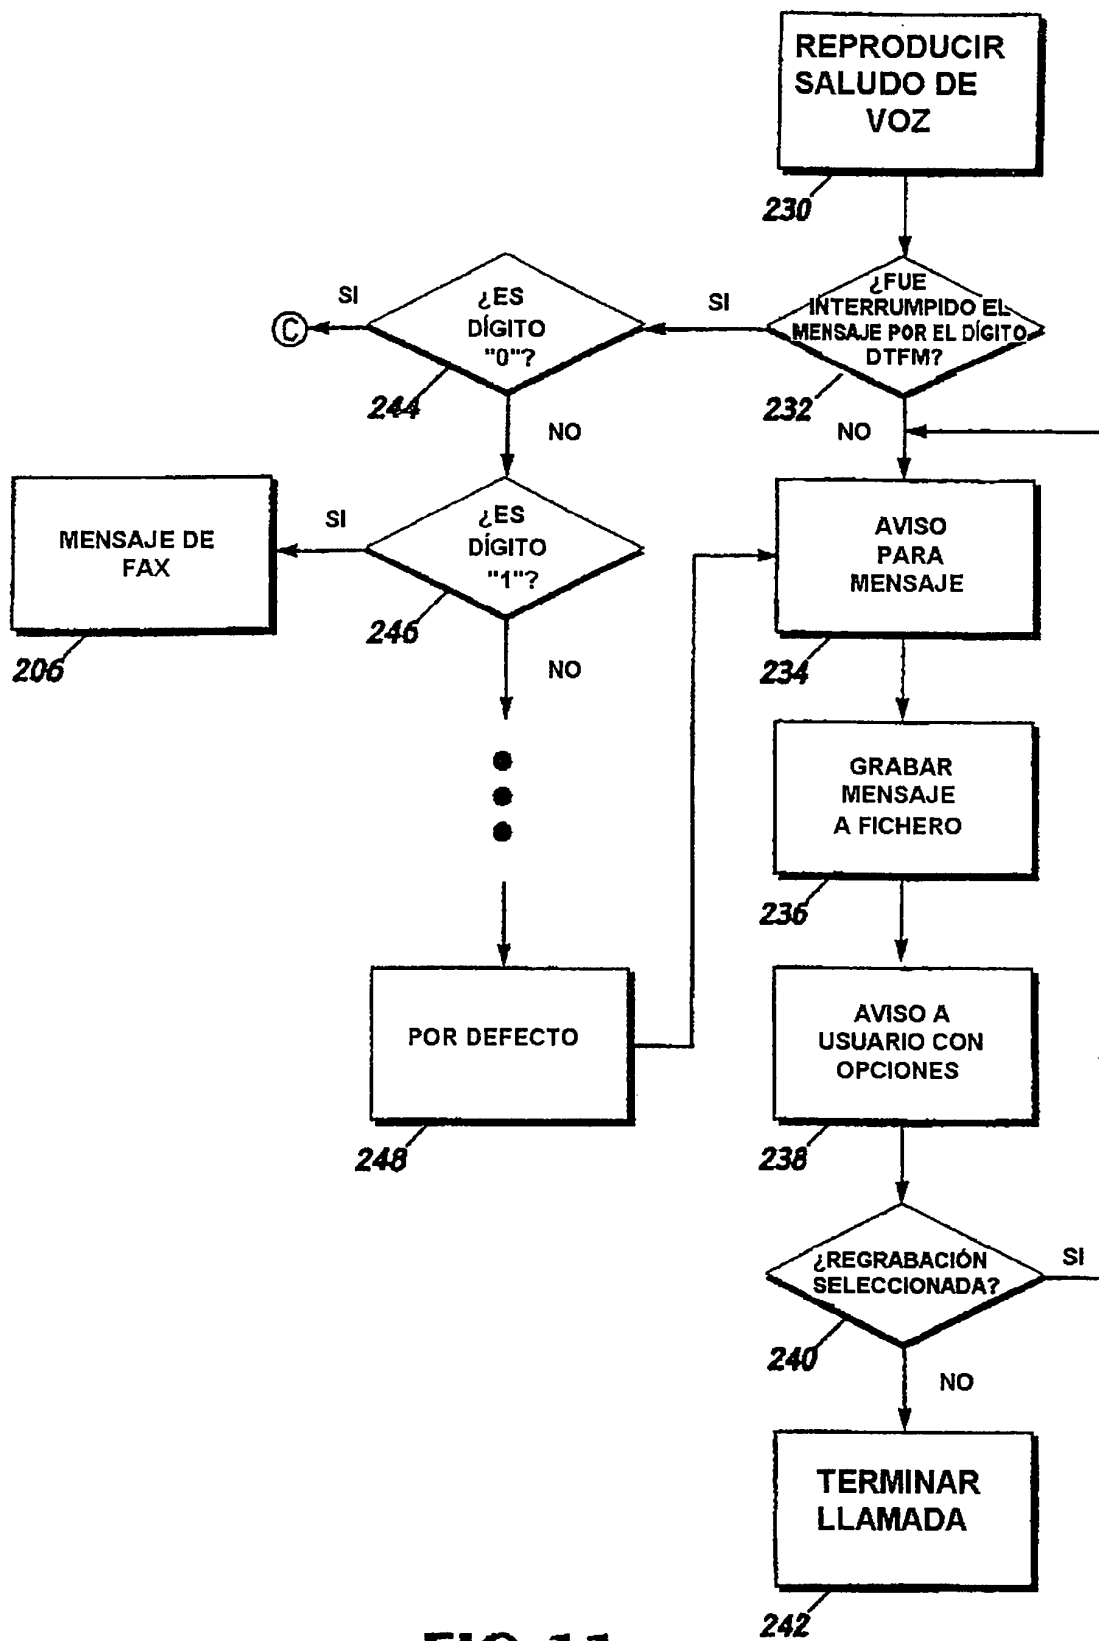 REPRODUCIR
SALUDO DE
VOZ
230
¿FUE
INTERRUMPIDO EL
MENSAJE POR EL DÍGITO
DTFM?
232
SI
NO
¿ES
DÍGITO
"0"?
244
SI
C
NO
¿ES
DÍGITO
"1"?
246
SI
MENSAJE DE
FAX
206
NO
AVISO
PARA
MENSAJE
234
GRABAR
MENSAJE
A FICHERO
236
POR DEFECTO
248
AVISO A
USUARIO CON
OPCIONES
238
¿REGRABACIÓN
SELECCIONADA?
240
SI
NO
TERMINAR
LLAMADA
242